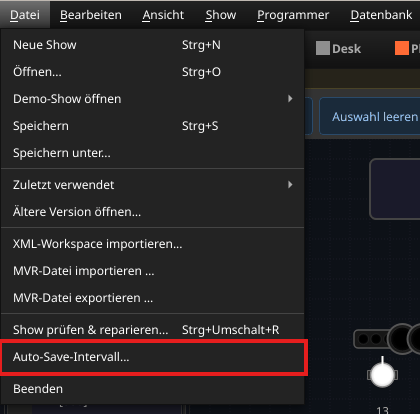 Datei Bearbeiten Ansicht Show Programmer Datenbank
Neue Show Strg+N
Desk
Öffnen... Strg+O
Demo-Show öffnen
Speichern Strg+S
Auswahl leeren
Speichern unter...
Zuletzt verwendet
Ältere Version öffnen...
XML-Workspace importieren...
MVR-Datei importieren ...
MVR-Datei exportieren ...
Show prüfen & reparieren... Strg+Umschalt+R
Auto-Save-Intervall...
Beenden
13